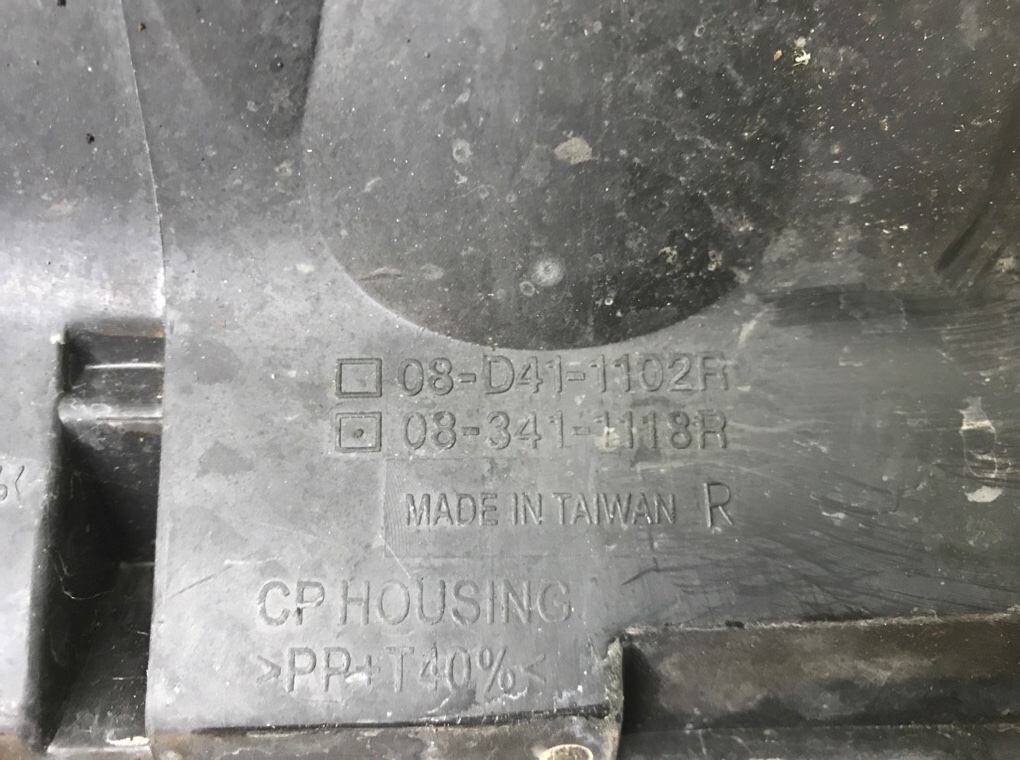 08-D41-1102R
08-341-1118R
MADE IN TAIWAN R
CP HOUSING
>PP+T40%<